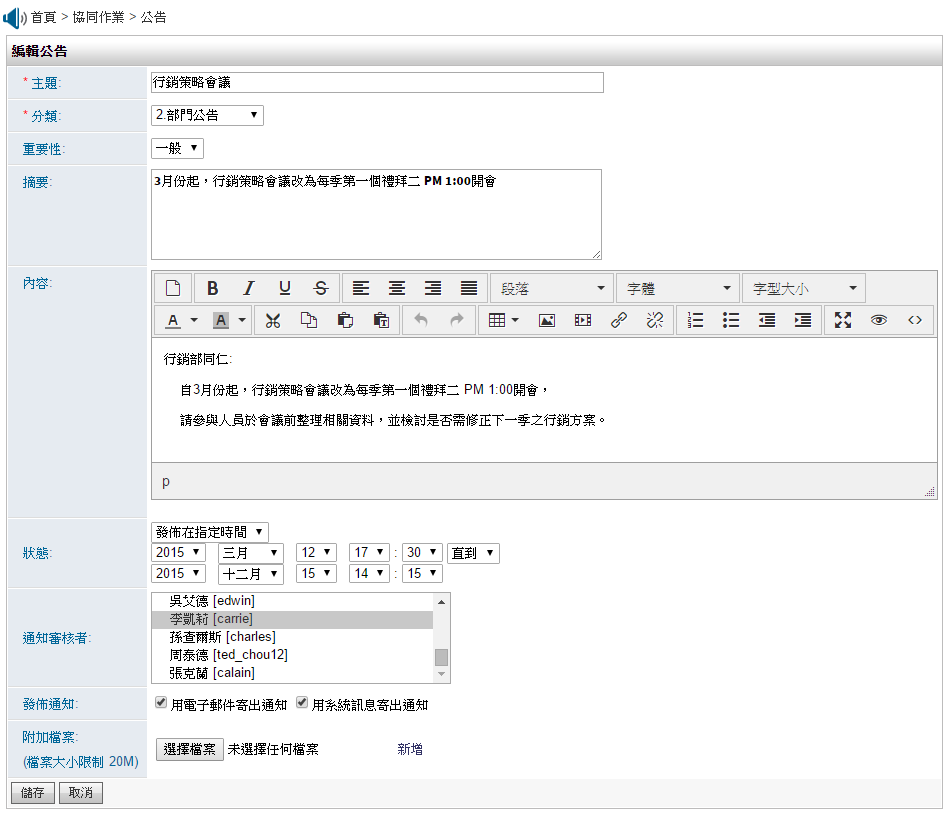 首頁 > 協同作業 > 公告
編輯公告
* 主題: 行銷策略會議
* 分類: 2.部門公告
重要性: 一般
摘要: 3月份起，行銷策略會議改為每季第一個禮拜二 PM 1:00開會
內容:
B I U S 段落 字體 字型大小
A A
行銷部同仁:
自3月份起，行銷策略會議改為每季第一個禮拜二 PM 1:00開會，
請參與人員於會議前整理相關資料，並檢討是否需修正下一季之行銷方案。
p
狀態: 發佈在指定時間
2015 三月 12 17 : 30 直到
2015 十二月 15 14 : 15
通知審核者:
吳艾德 [edwin]
李凱莉 [carrie]
孫查爾斯 [charles]
周泰德 [ted_chou12]
張克蘭 [calain]
發佈通知: 用電子郵件寄出通知 用系統訊息寄出通知
附加檔案:
(檔案大小限制 20M)
選擇檔案 未選擇任何檔案 新增
儲存 取消